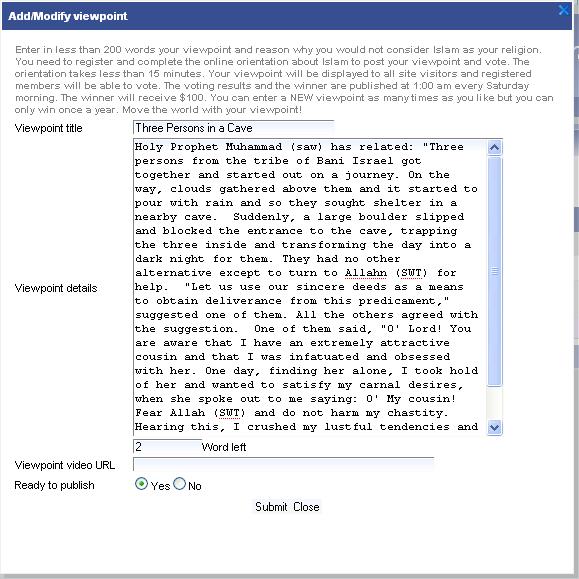 Add/Modify viewpoint
Enter in less than 200 words your viewpoint and reason why you would not consider Islam as your religion.
You need to register and complete the online orientation about Islam to post your viewpoint and vote. The
orientation takes less than 15 minutes. Your viewpoint will be displayed to all site visitors and registered
members will be able to vote. The voting results and the winner are published at 1:00 am every Saturday
morning. The winner will receive $100. You can enter a NEW viewpoint as many times as you like but you can
only win once a year. Move the world with your viewpoint!
Viewpoint title
Three Persons in a Cave
Viewpoint details
Holy Prophet Muhammad (saw) has related: "Three
persons from the tribe of Bani Israel got
together and started out on a journey. On the
way, clouds gathered above them and it started to
pour with rain and so they sought shelter in a
nearby cave.  Suddenly, a large boulder slipped
and blocked the entrance to the cave, trapping
the three inside and transforming the day into a
dark night for them. They had no other
alternative except to turn to Allahn (SWT) for
help.  "Let us use our sincere deeds as a means
to obtain deliverance from this predicament,"
suggested one of them. All the others agreed with
the suggestion.  One of them said, "O' Lord! You
are aware that I have an extremely attractive
cousin and that I was infatuated and obsessed
with her. One day, finding her alone, I took hold
of her and wanted to satisfy my carnal desires,
when she spoke out to me saying: O' My cousin!
Fear Allah (SWT) and do not harm my chastity.
Hearing this, I crushed my lustful tendencies and
2 Word left
Viewpoint video URL
Ready to publish
Yes No
Submit Close